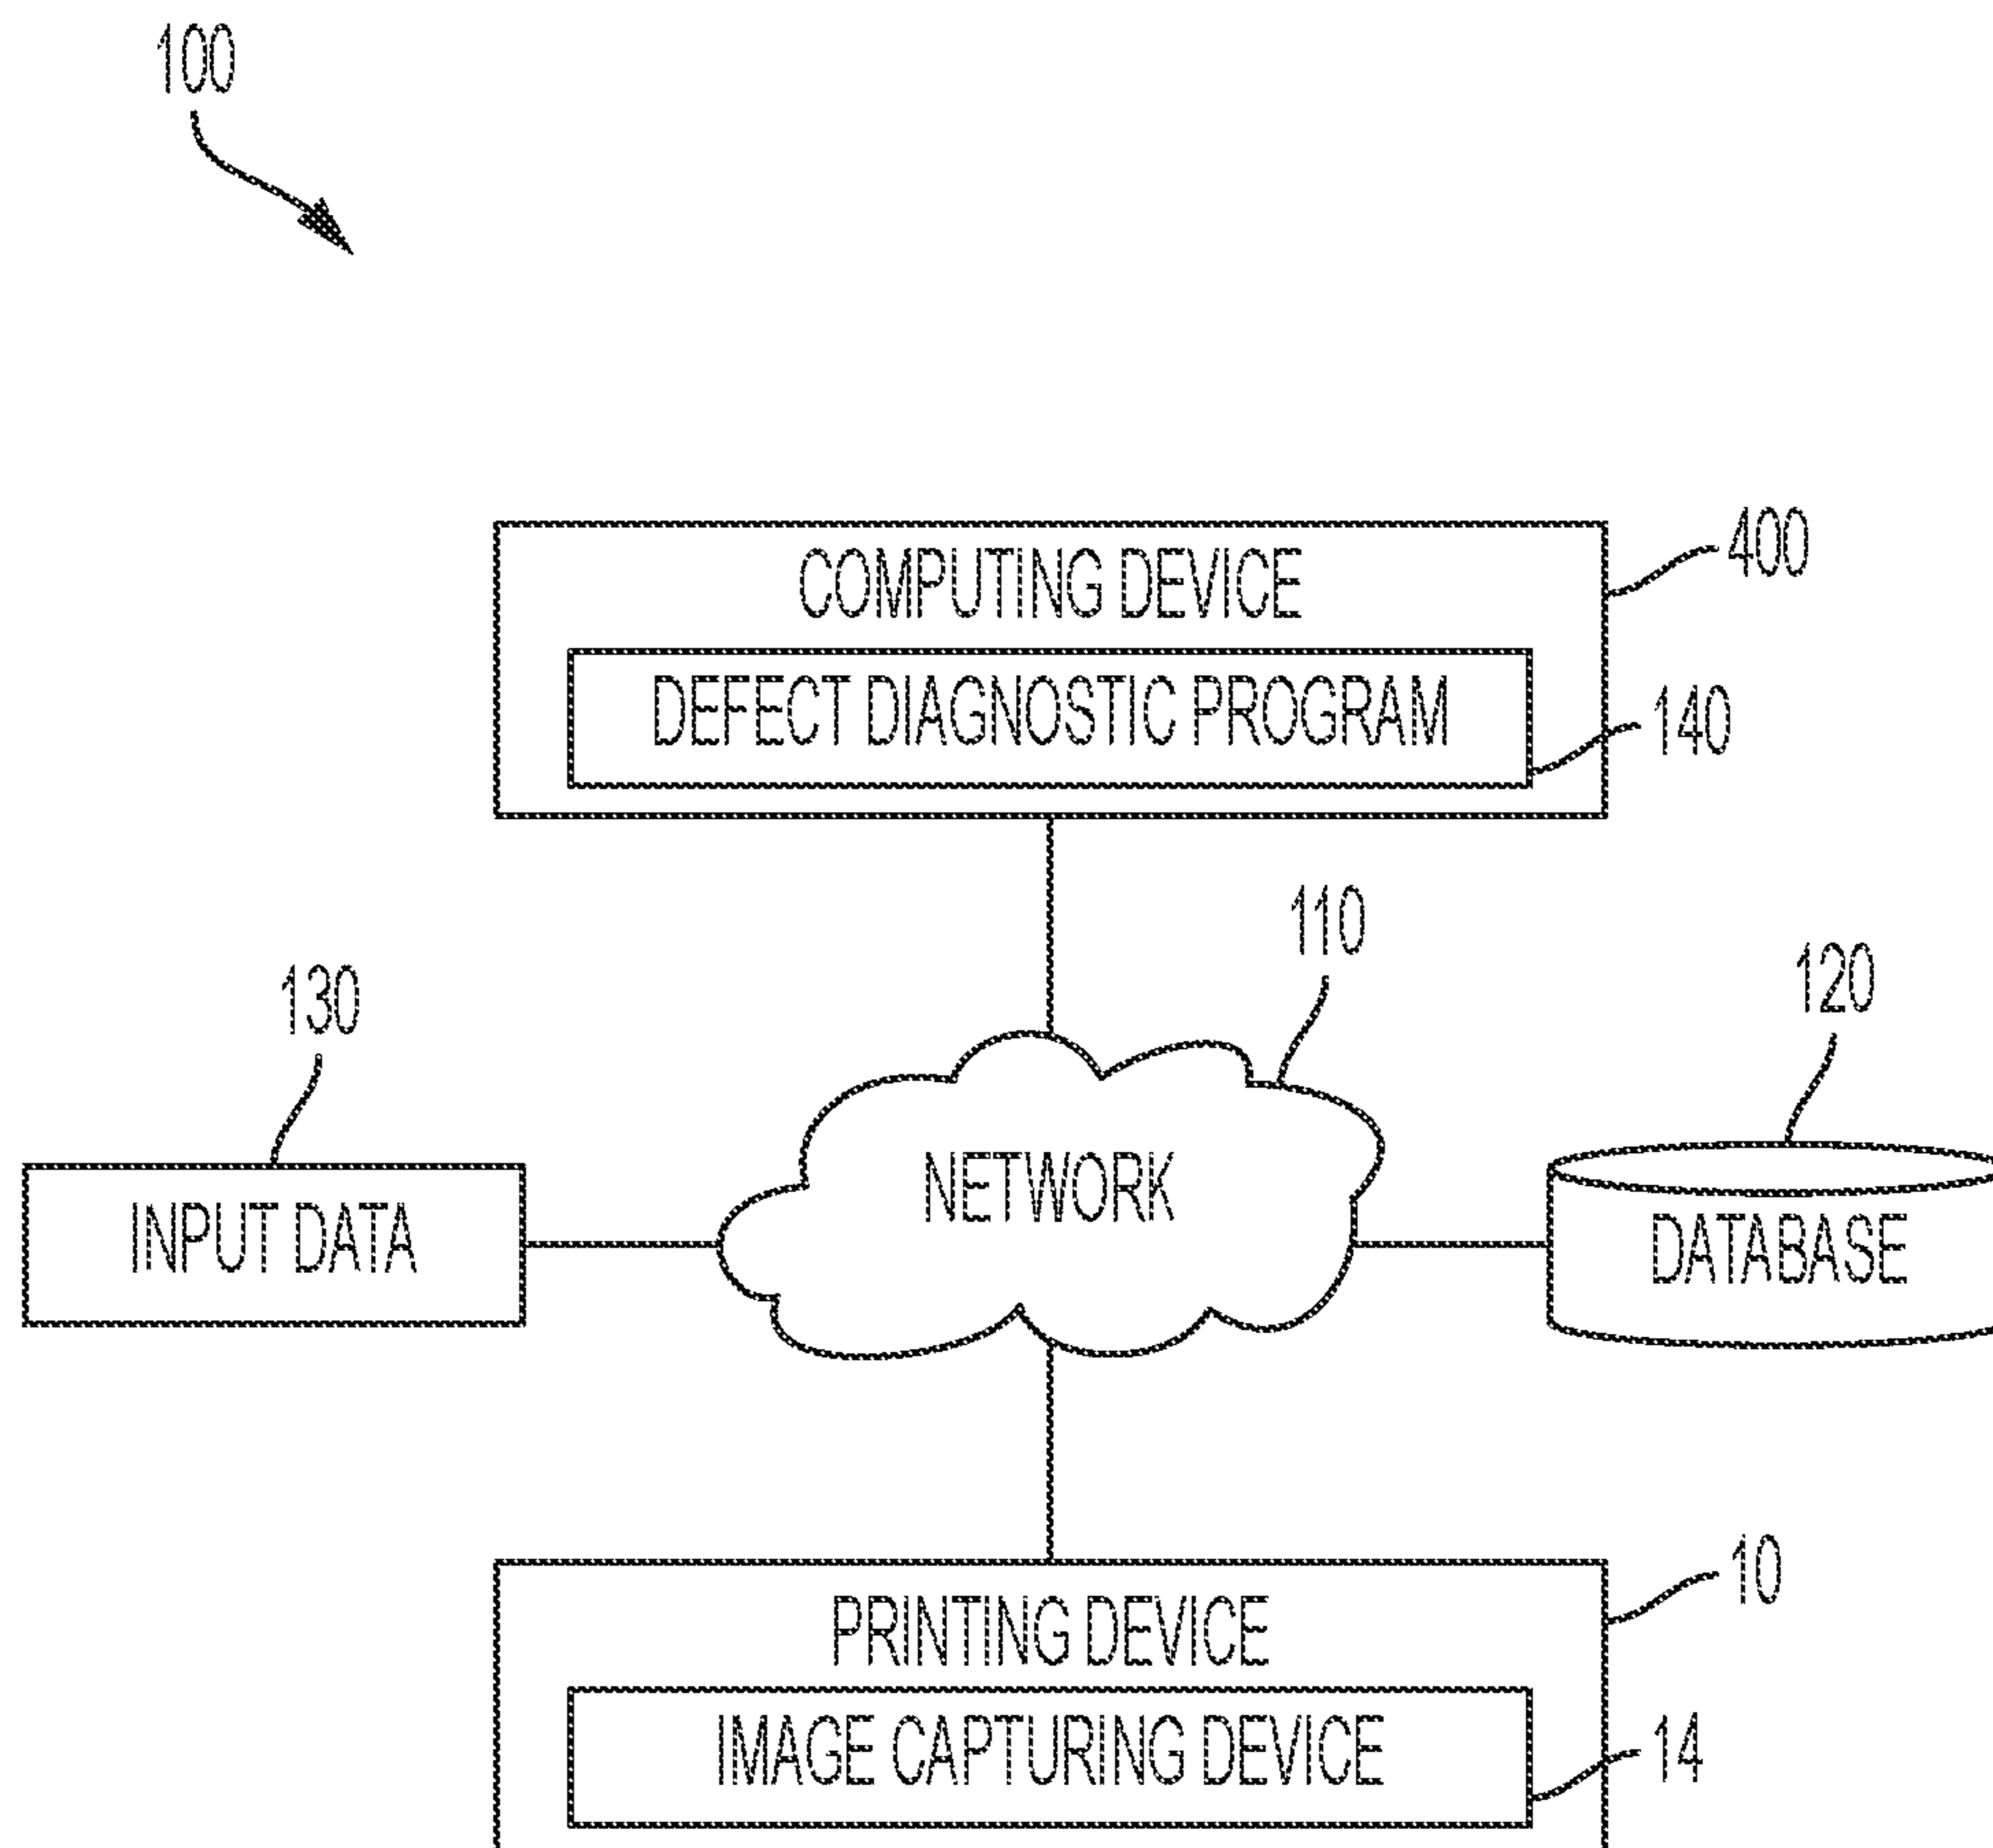 100
COMPUTING DEVICE
400
DEFECT DIAGNOSTIC PROGRAM
140
110
130
120
NETWORK
INPUT DATA
DATABASE
PRINTING DEVICE
10
IMAGE CAPTURING DEVICE
14